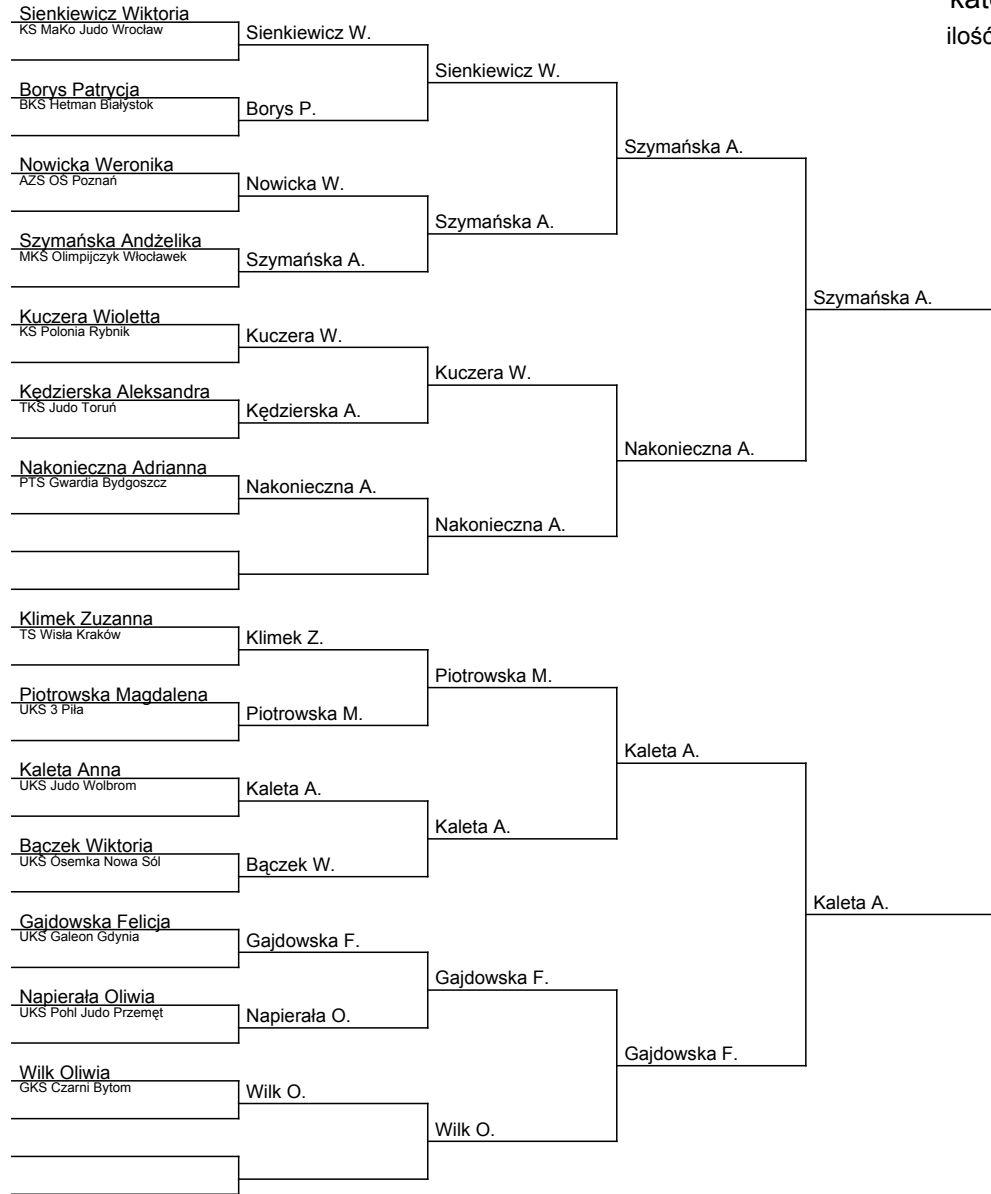 kat
ilość
Sienkiewicz Wiktoria
KS MaKo Judo Wrocław
Sienkiewicz W.
Sienkiewicz W.
Borys Patrycja
BKS Hetman Białystok
Borys P.
Szymańska A.
Nowicka Weronika
AZS OŚ Poznań
Nowicka W.
Szymańska A.
Szymańska Andżelika
MKS Olimpijczyk Włocławek
Szymańska A.
Szymańska A.
Kuczera Wioletta
KS Polonia Rybnik
Kuczera W.
Kuczera W.
Kędzierska Aleksandra
TKS Judo Toruń
Kędzierska A.
Nakonieczna A.
Nakonieczna Adrianna
PTS Gwardia Bydgoszcz
Nakonieczna A.
Nakonieczna A.
Klimek Zuzanna
TS Wisła Kraków
Klimek Z.
Piotrowska M.
Piotrowska Magdalena
UKS 3 Piła
Piotrowska M.
Kaleta A.
Kaleta Anna
UKS Judo Wolbrom
Kaleta A.
Kaleta A.
Bączek Wiktoria
UKS Ósemka Nowa Sól
Bączek W.
Kaleta A.
Gajdowska Felicja
UKS Galeon Gdynia
Gajdowska F.
Gajdowska F.
Napierała Oliwia
UKS Pohl Judo Przemęt
Napierała O.
Gajdowska F.
Wilk Oliwia
GKS Czarni Bytom
Wilk O.
Wilk O.